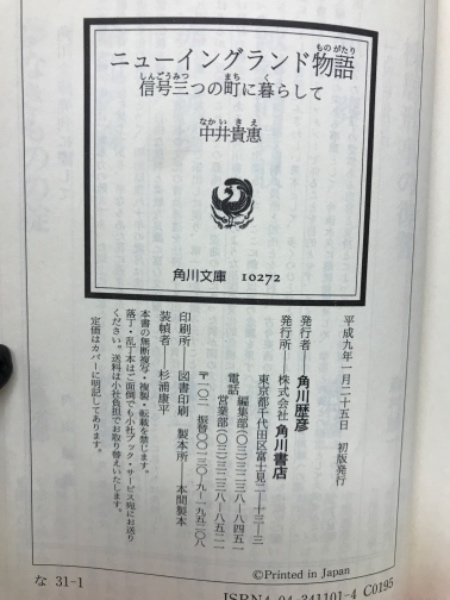 ニューイングランド物語
ものがたり
信号三つの町に暮らして
しんごうみつ まち く
中井貴惠
なかいきえ
角川文庫 10272
平成九年一月二十五日 初版発行
発行者——角川歴彦
発行所——株式会社 角川書店
東京都千代田区富士見二—十三—三
電話 編集部(〇三)三二三八—八四五一
営業部(〇三)三二三八—八五二一
〒一〇二 振替〇〇一三〇—九—一九五二〇八
印刷所——図書印刷 製本所——本間製本
装幀者——杉浦康平
本書の無断複写・複製・転載を禁じます。
落丁・乱丁本はご面倒でも小社ブック・サービス宛にお送り
ください。送料は小社負担でお取り替えいたします。
定価はカバーに明記してあります。
な 31-1
©Printed in Japan
ISBN4-04-341101-4 C0195